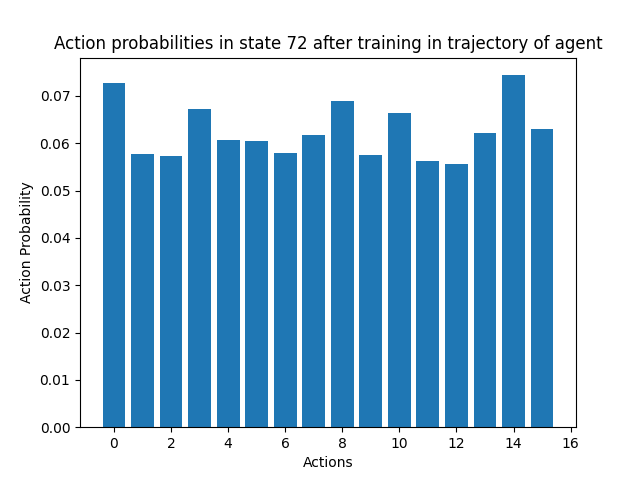 Action probabilities in state 72 after training in trajectory of agent
0.07
0.06
0.05
0.04
0.03
0.02
0.01
0.00
Action Probability
0 2 4 6 8 10 12 14 16
Actions